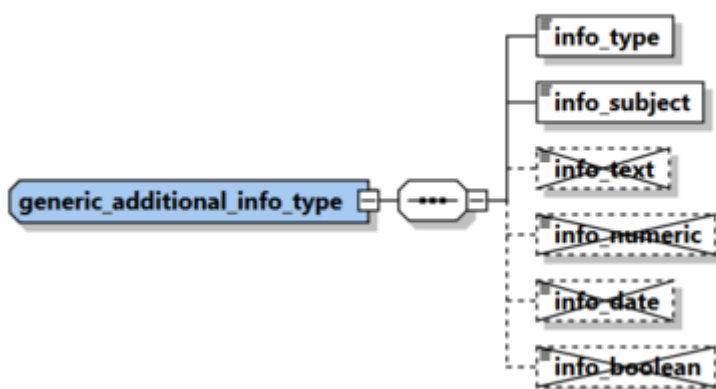 info_type
info_subject
info_text
generic_additional_info_type
info_numeric
info_date
info_boolean